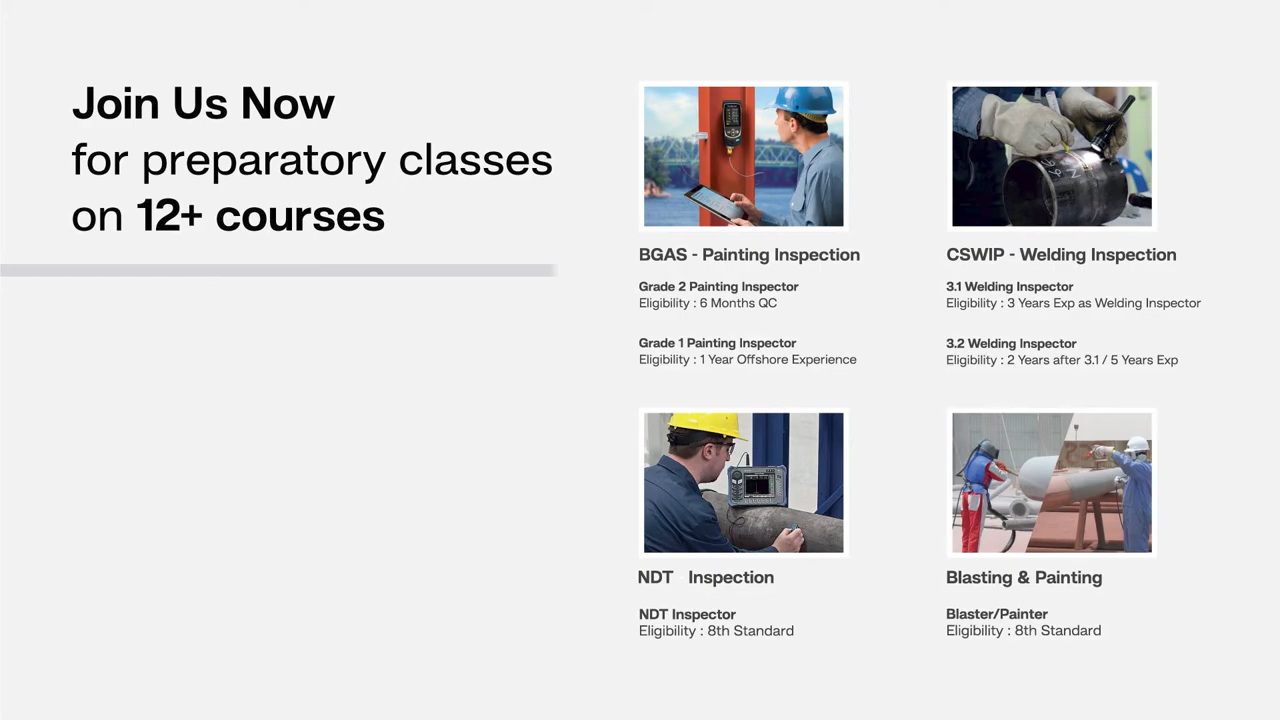 Join Us Now
for preparatory classes
on 12+ courses
BGAS - Painting Inspection
Grade 2 Painting Inspector
Eligibility : 6 Months QC
Grade 1 Painting Inspector
Eligibility : 1 Year Offshore Experience
CSWIP - Welding Inspection
3.1 Welding Inspector
Eligibility : 3 Years Exp as Welding Inspector
3.2 Welding Inspector
Eligibility : 2 Years after 3.1 / 5 Years Exp
NDT Inspection
NDT Inspector
Eligibility : 8th Standard
Blasting & Painting
Blaster/Painter
Eligibility : 8th Standard